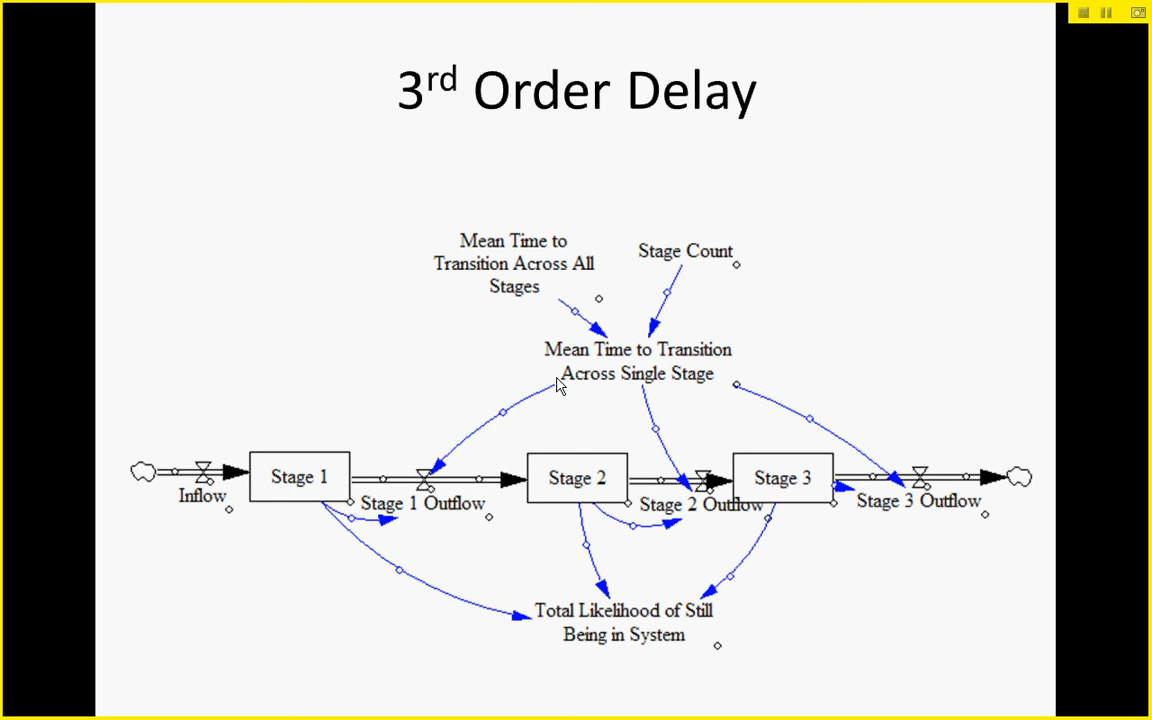 3rd Order Delay
Mean Time to
Transition Across All
Stages
Stage Count
Mean Time to Transition
Across Single Stage
Stage 1
Stage 2
Stage 3
Inflow
Stage 1 Outflow
Stage 2 Outflow
Stage 3 Outflow
Total Likelihood of Still
Being in System